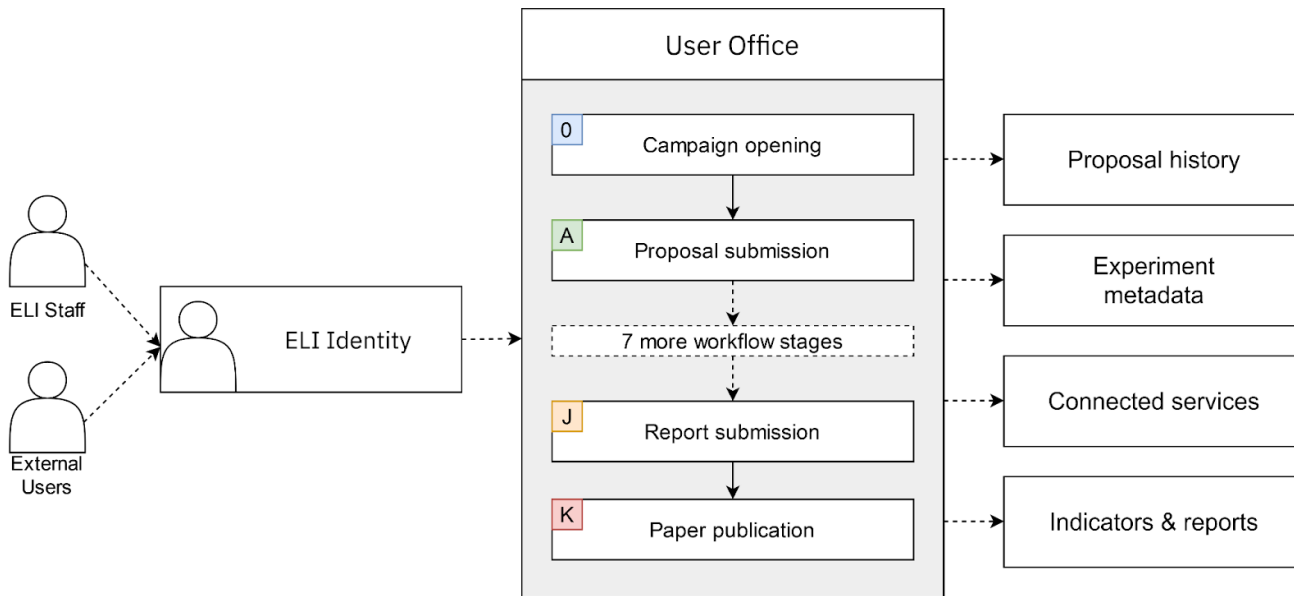 User Office
0
Campaign opening
A
Proposal submission
7 more workflow stages
J
Report submission
K
Paper publication
ELI Staff
External
Users
ELI Identity
Proposal history
Experiment
metadata
Connected services
Indicators & reports